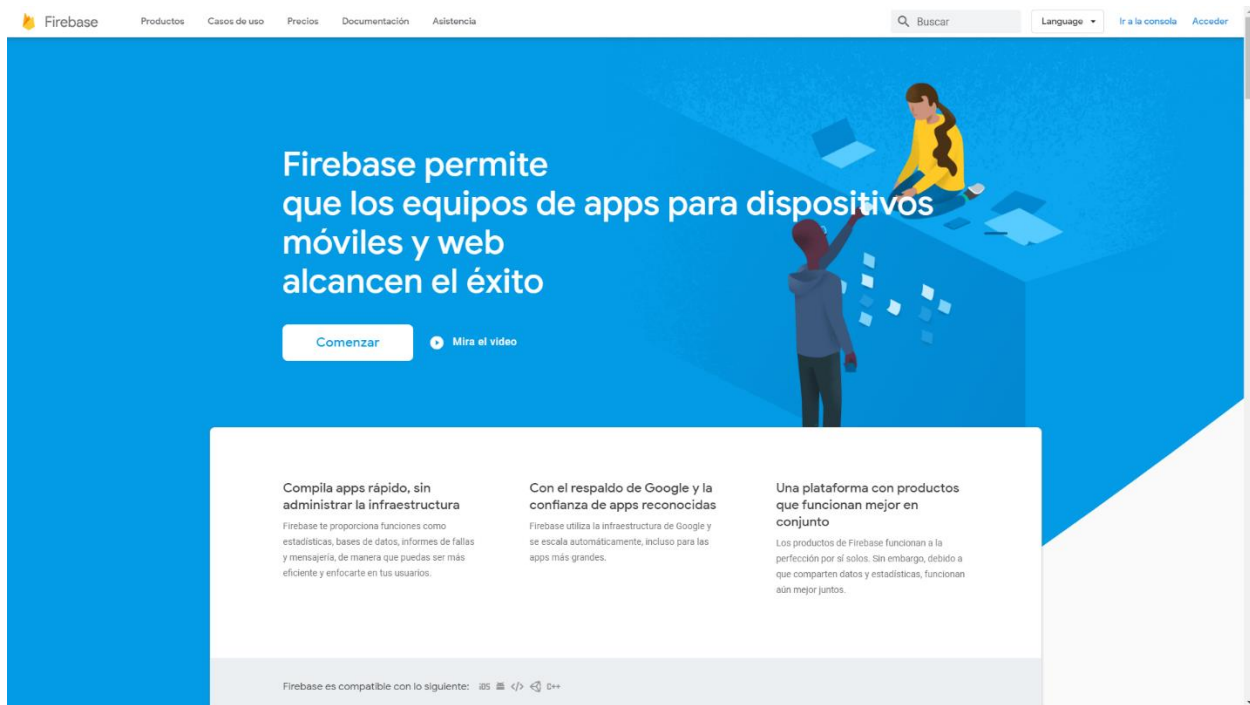 Firebase
Productos
Casos de uso
Precios
Documentación
Asistencia
Buscar
Language
Ir a la consola
Acceder
Firebase permite
que los equipos de apps para dispositivos
móviles y web
alcancen el éxito
Comenzar
Mira el video
Compila apps rápido, sin
administrar la infraestructura
Firebase te proporciona funciones como
estadísticas, bases de datos, informes de fallas
y mensajería, de manera que puedas ser más
eficiente y enfocarte en tus usuarios.
Con el respaldo de Google y la
confianza de apps reconocidas
Firebase utiliza la infraestructura de Google y
se escala automáticamente, incluso para las
apps más grandes.
Una plataforma con productos
que funcionan mejor en
conjunto
Los productos de Firebase funcionan a la
perfección por sí solos. Sin embargo, debido a
que comparten datos y estadísticas, funcionan
aún mejor juntos.
Firebase es compatible con lo siguiente: iOS </> C++